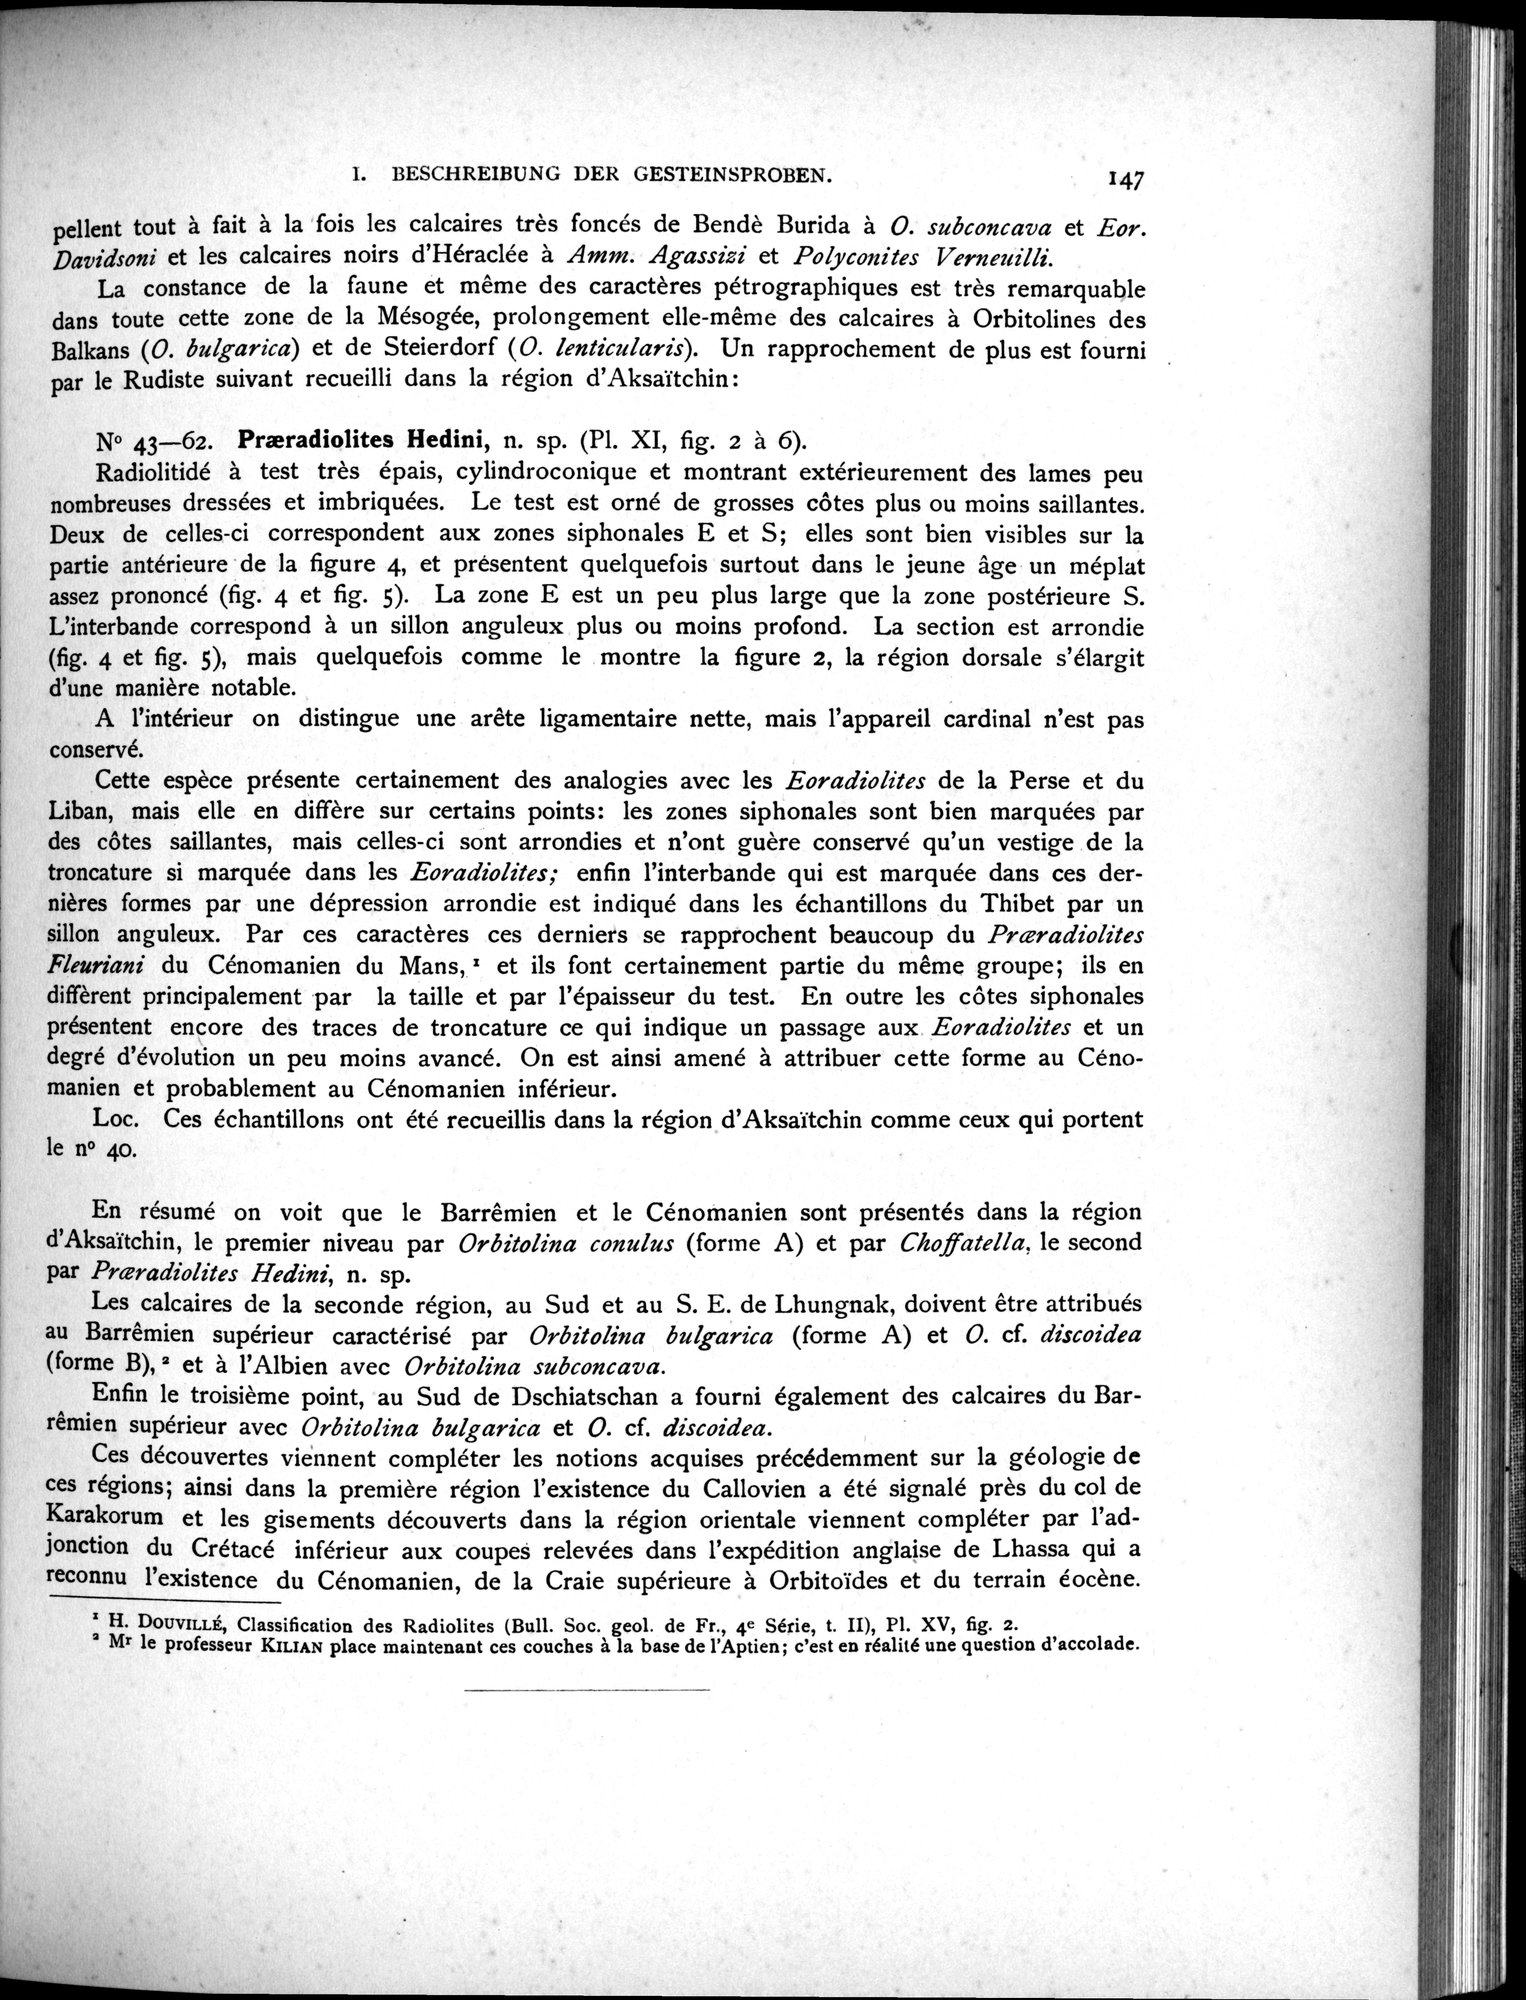 I. BESCHREIBUNG DER GESTEINSPROBEN. 147
pellent tout à fait à la fois les calcaires très foncés de Bendè Burida à O. subconcava et Eor.
Davidsoni et les calcaires noirs d'Héraclée à Amm. Agassizi et Polyconites Verneuilli.
La constance de la faune et même des caractères pétrographiques est très remarquable
dans toute cette zone de la Mésogée, prolongement elle-même des calcaires à Orbitolines des
Balkans (O. bulgarica) et de Steierdorf (O. lenticularis). Un rapprochement de plus est fourni
par le Rudiste suivant recueilli dans la région d'Aksaïtchin:
Nº 43—62. Præradiolites Hedini, n. sp. (Pl. XI, fig. 2 à 6).
Radiolitidé à test très épais, cylindroconique et montrant extérieurement des lames peu
nombreuses dressées et imbriquées. Le test est orné de grosses côtes plus ou moins saillantes.
Deux de celles-ci correspondent aux zones siphonales E et S; elles sont bien visibles sur la
partie antérieure de la figure 4, et présentent quelquefois surtout dans le jeune âge un méplat
assez prononcé (fig. 4 et fig. 5). La zone E est un peu plus large que la zone postérieure S.
L'interbande correspond à un sillon anguleux plus ou moins profond. La section est arrondie
(fig. 4 et fig. 5), mais quelquefois comme le montre la figure 2, la région dorsale s'élargit
d'une manière notable.
A l'intérieur on distingue une arête ligamentaire nette, mais l'appareil cardinal n'est pas
conservé.
Cette espèce présente certainement des analogies avec les Eoradiolites de la Perse et du
Liban, mais elle en diffère sur certains points: les zones siphonales sont bien marquées par
des côtes saillantes, mais celles-ci sont arrondies et n'ont guère conservé qu'un vestige de la
troncature si marquée dans les Eoradiolites; enfin l'interbande qui est marquée dans ces der-
nières formes par une dépression arrondie est indiqué dans les échantillons du Thibet par un
sillon anguleux. Par ces caractères ces derniers se rapprochent beaucoup du Præradiolites
Fleuriani du Cénomanien du Mans, ¹ et ils font certainement partie du même groupe; ils en
diffèrent principalement par la taille et par l'épaisseur du test. En outre les côtes siphonales
présentent encore des traces de troncature ce qui indique un passage aux Eoradiolites et un
degré d'évolution un peu moins avancé. On est ainsi amené à attribuer cette forme au Céno-
manien et probablement au Cénomanien inférieur.
Loc. Ces échantillons ont été recueillis dans la région d'Aksaïtchin comme ceux qui portent
le nº 40.
En résumé on voit que le Barrêmien et le Cénomanien sont présentés dans la région
d'Aksaïtchin, le premier niveau par Orbitolina conulus (forme A) et par Choffatella, le second
par Præradiolites Hedini, n. sp.
Les calcaires de la seconde région, au Sud et au S. E. de Lhungnak, doivent être attribués
au Barrêmien supérieur caractérisé par Orbitolina bulgarica (forme A) et O. cf. discoidea
(forme B), ² et à l'Albien avec Orbitolina subconcava.
Enfin le troisième point, au Sud de Dschiatschan a fourni également des calcaires du Bar-
rêmien supérieur avec Orbitolina bulgarica et O. cf. discoidea.
Ces découvertes viennent compléter les notions acquises précédemment sur la géologie de
ces régions; ainsi dans la première région l'existence du Callovien a été signalé près du col de
Karakorum et les gisements découverts dans la région orientale viennent compléter par l'ad-
jonction du Crétacé inférieur aux coupes relevées dans l'expédition anglaise de Lhassa qui a
reconnu l'existence du Cénomanien, de la Craie supérieure à Orbitoïdes et du terrain éocène.
¹ H. DOUVILLÉ, Classification des Radiolites (Bull. Soc. geol. de Fr., 4e Série, t. II), Pl. XV, fig. 2.
² Mr le professeur KILIAN place maintenant ces couches à la base de l'Aptien; c'est en réalité une question d'accolade.